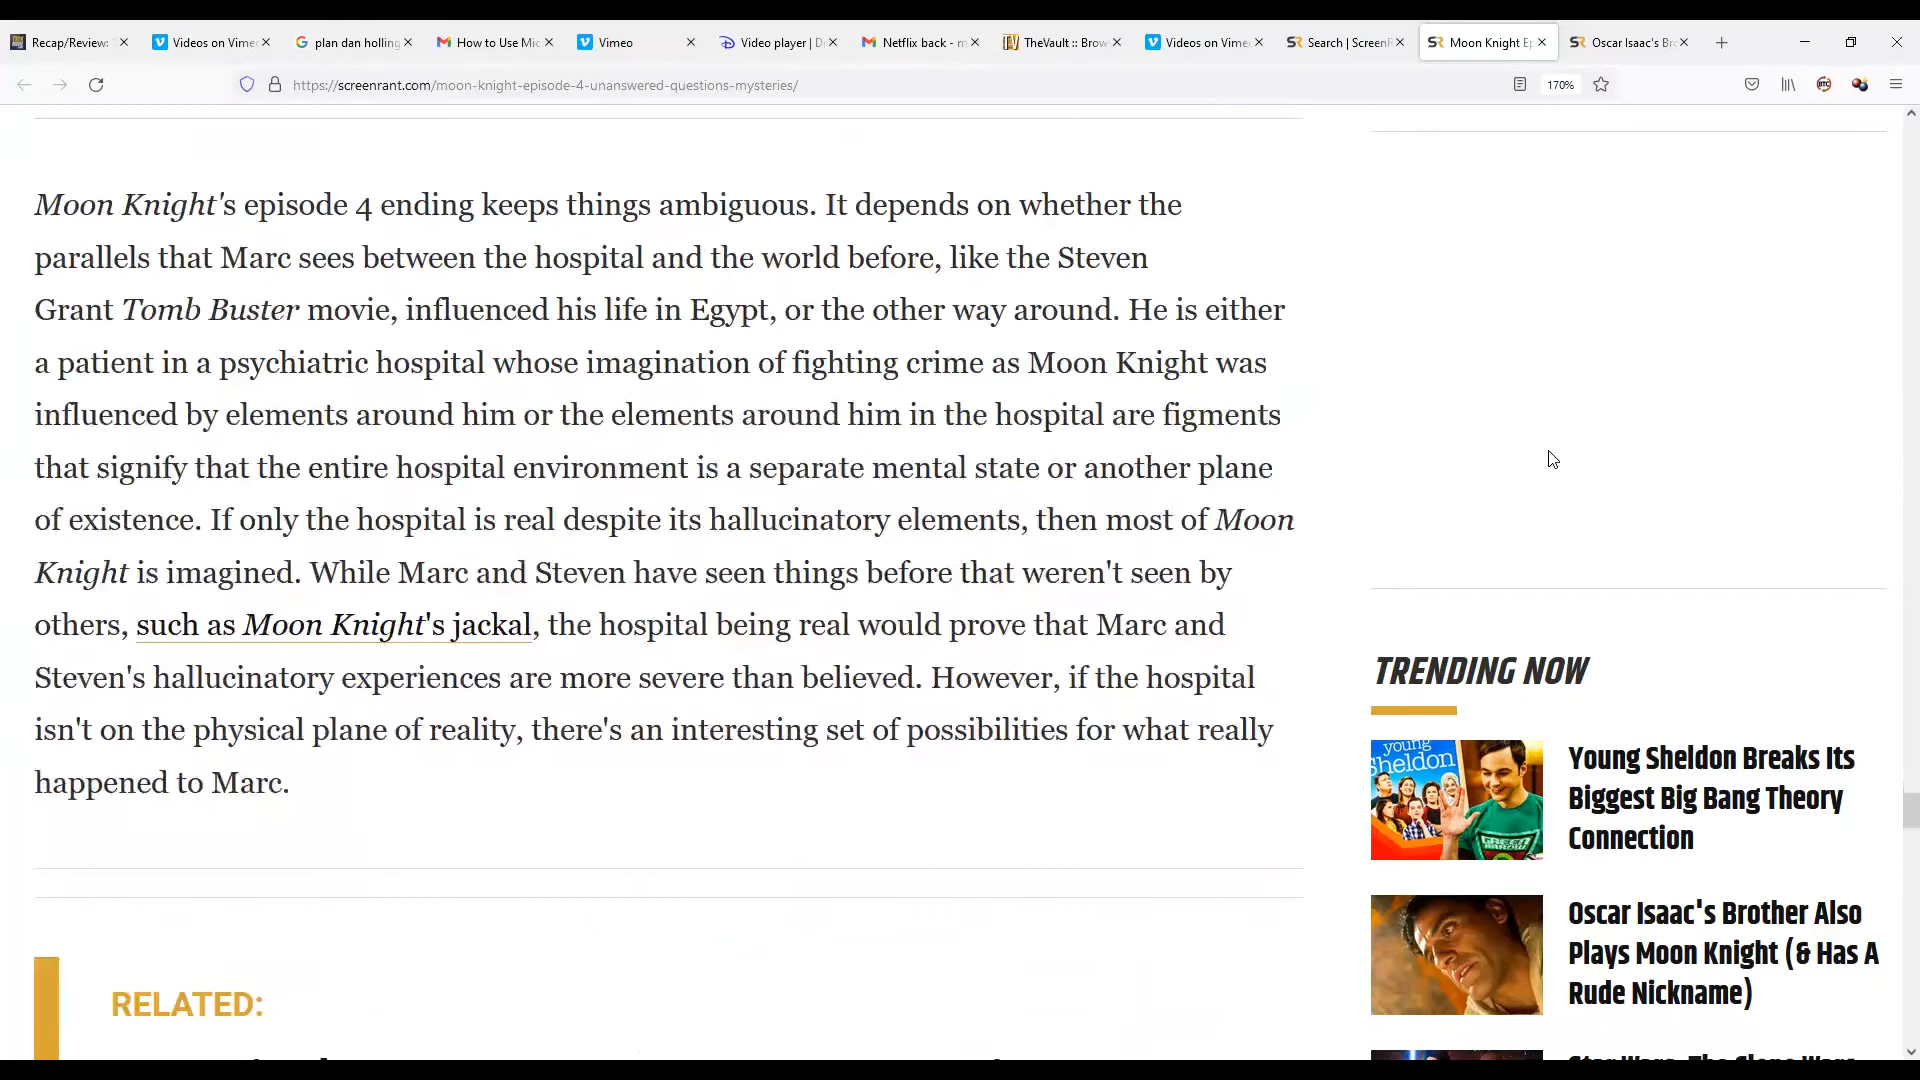 Recap/Review: "
Videos on Vime
plan dan holling
How to Use Mic
Vimeo
Video player | D
Netflix back - m
TheVault :: Brow
Videos on Vime
Search | ScreenR
Moon Knight Ep
Oscar Isaac's Bro
https://screenrant.com/moon-knight-episode-4-unanswered-questions-mysteries/
170%
Moon Knight's episode 4 ending keeps things ambiguous. It depends on whether the
parallels that Marc sees between the hospital and the world before, like the Steven
Grant Tomb Buster movie, influenced his life in Egypt, or the other way around. He is either
a patient in a psychiatric hospital whose imagination of fighting crime as Moon Knight was
influenced by elements around him or the elements around him in the hospital are figments
that signify that the entire hospital environment is a separate mental state or another plane
of existence. If only the hospital is real despite its hallucinatory elements, then most of Moon
Knight is imagined. While Marc and Steven have seen things before that weren't seen by
others, such as Moon Knight's jackal, the hospital being real would prove that Marc and
Steven's hallucinatory experiences are more severe than believed. However, if the hospital
isn't on the physical plane of reality, there's an interesting set of possibilities for what really
happened to Marc.
RELATED:
TRENDING NOW
young
Sheldon
GREEN
Young Sheldon Breaks Its
Biggest Big Bang Theory
Connection
Oscar Isaac's Brother Also
Plays Moon Knight (& Has A
Rude Nickname)
Star Wars: The Clone Wars